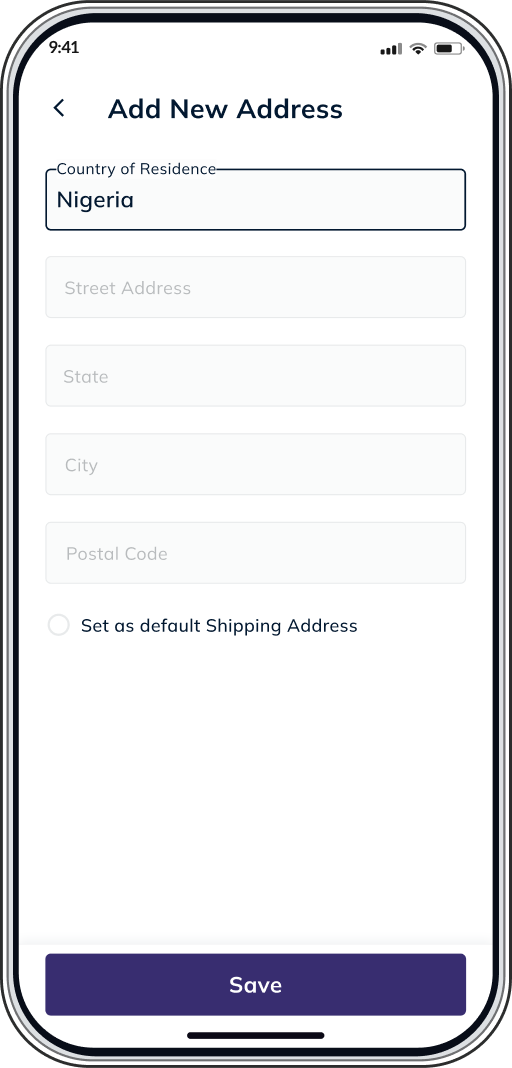 9:41
Add New Address
Country of Residence
Nigeria
Street Address
State
City
Postal Code
Set as default Shipping Address
Save